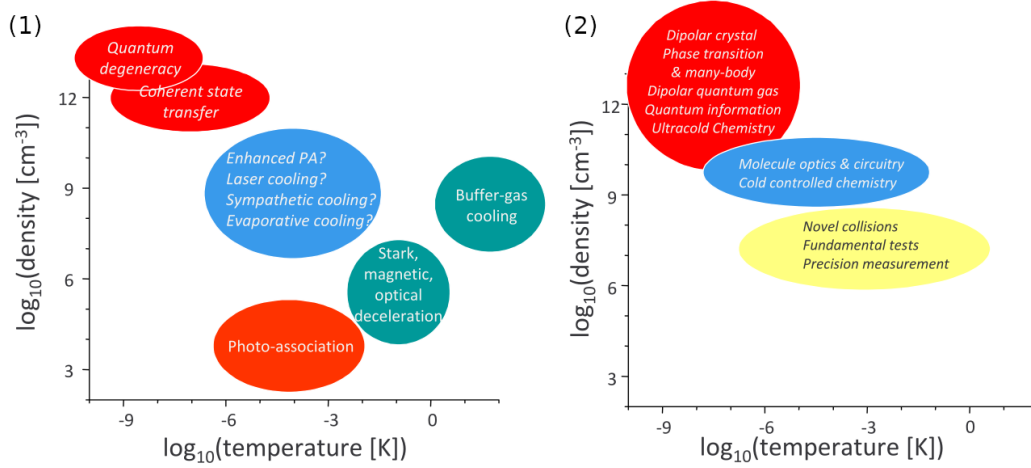 (1)
Quantum
degeneracy
Coherent state
transfer
Enhanced PA?
Laser cooling?
Sympathetic cooling?
Evaporative cooling?
Buffer-gas
cooling
Stark,
magnetic,
optical
deceleration
Photo-association
12
9
6
3
-9
-6
-3
0
log10(density [cm-3])
log10(temperature [K])
(2)
Dipolar crystal
Phase transition
& many-body
Dipolar quantum gas
Quantum information
Ultracold Chemistry
Molecule optics & circuitry
Cold controlled chemistry
Novel collisions
Fundamental tests
Precision measurement
12
9
6
3
-9
-6
-3
0
log10(density [cm-3])
log10(temperature [K])